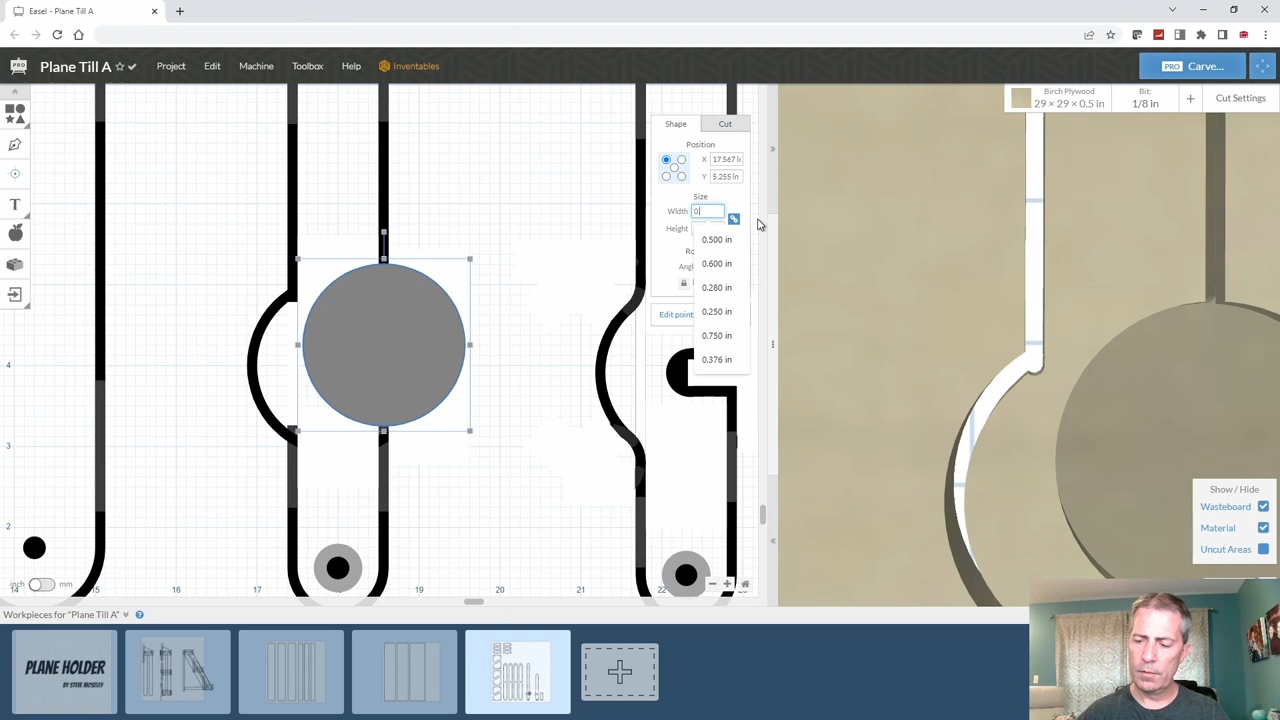 Easel - Plane Till A
Plane Till A
Project
Edit
Machine
Toolbox
Help
Inventables
PRO Carve...
Birch Plywood
29 × 29 × 0.5 in
Bit:
1/8 in
Cut Settings
Shape
Cut
Position
X 17.567 in
Y 5.255 in
Size
Width 0.
Height
0.500 in
0.600 in
0.280 in
0.250 in
0.750 in
0.376 in
Edit point
T
4
3
2
14
15
16
17
19
20
21
22
inch
mm
Show / Hide
Wasteboard
Material
Uncut Areas
Workpieces for "Plane Till A"
PLANE HOLDER
BY STEVE MOSELEY